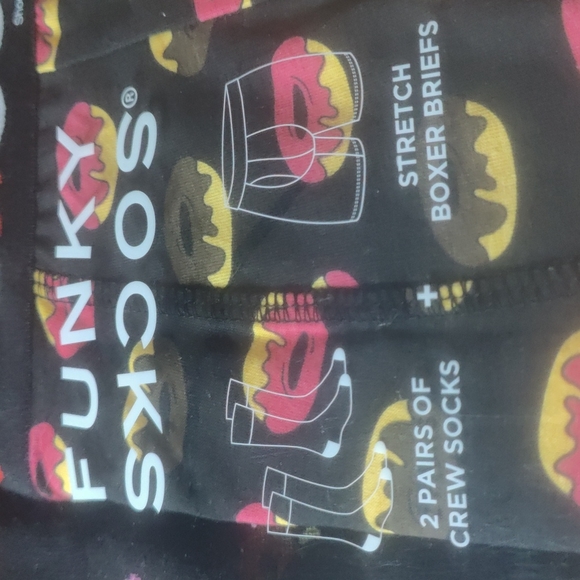 FUNKY
SOCKS®
2 PAIRS OF
CREW SOCKS
+
STRETCH
BOXER BRIEFS